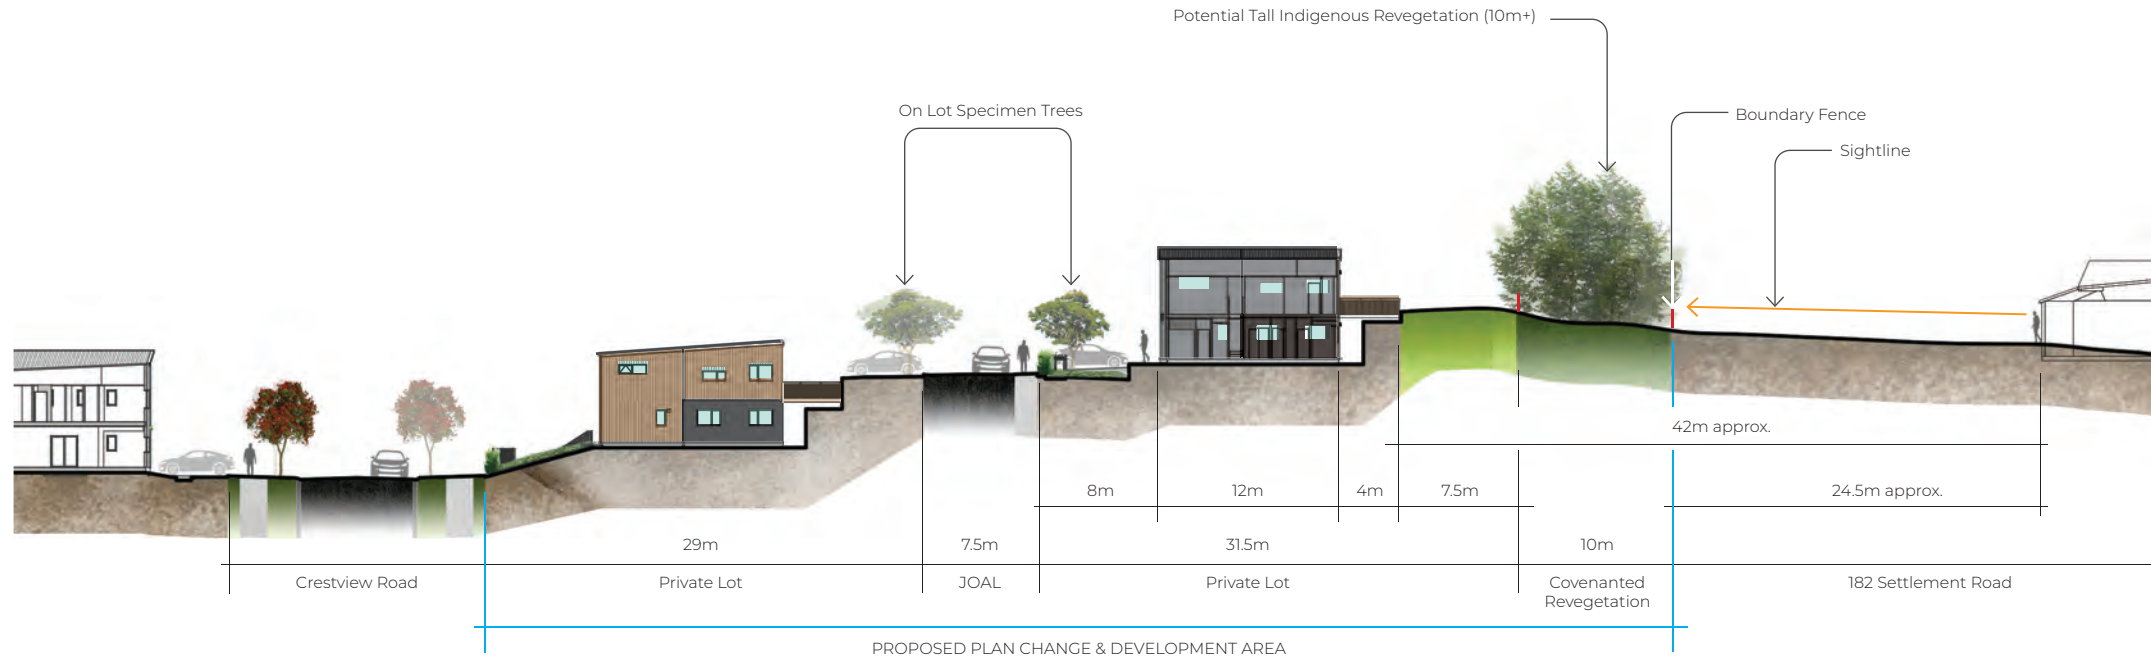 Potential Tall Indigenous Revegetation (10m+)
On Lot Specimen Trees
Boundary Fence
Sightline
42m approx.
8m
12m
4m
7.5m
24.5m approx.
29m
7.5m
31.5m
10m
Crestview Road
Private Lot
JOAL
Private Lot
Covenanted
Revegetation
182 Settlement Road
PROPOSED PLAN CHANGE & DEVELOPMENT AREA